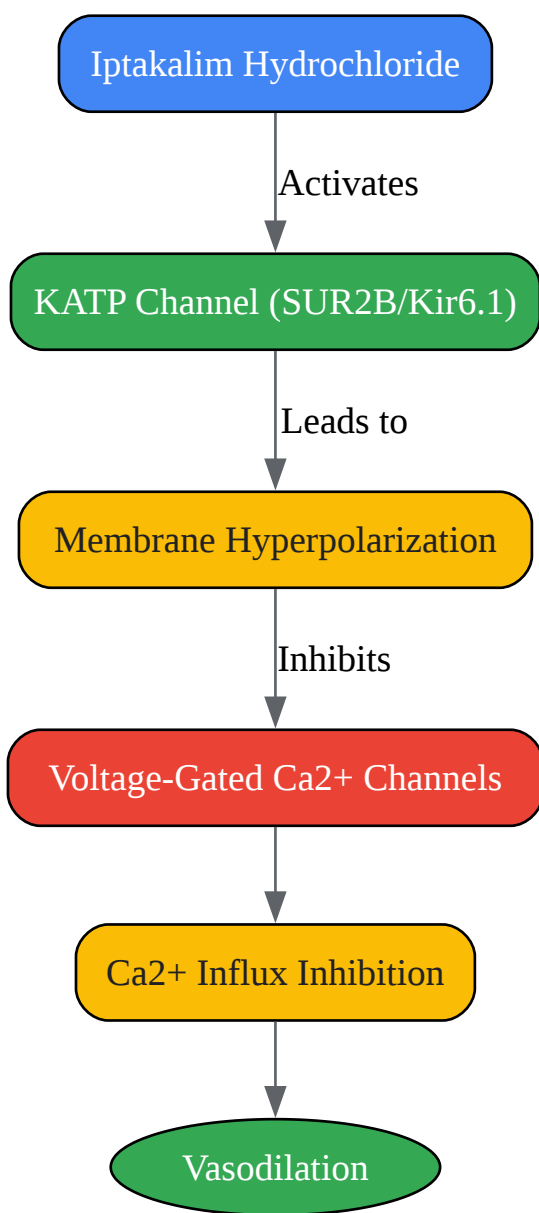 Iptakalim Hydrochloride
Activates
KATP Channel (SUR2B/Kir6.1)
Leads to
Membrane Hyperpolarization
Inhibits
Voltage-Gated Ca2+ Channels
Ca2+ Influx Inhibition
Vasodilation